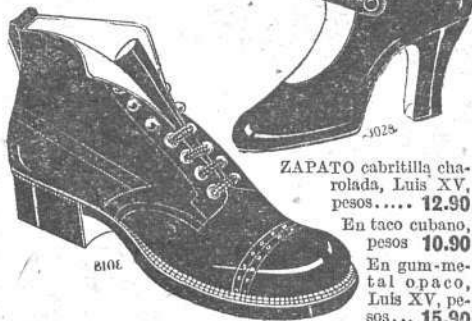 3028
ZAPATO cabritilla cha-
rolada, Luis XV
pesos..... 12.90
En taco cubano,
pesos 10.90
En gum-me-
tal opaco,
Luis XV, pe-
sos... 15.90
8108